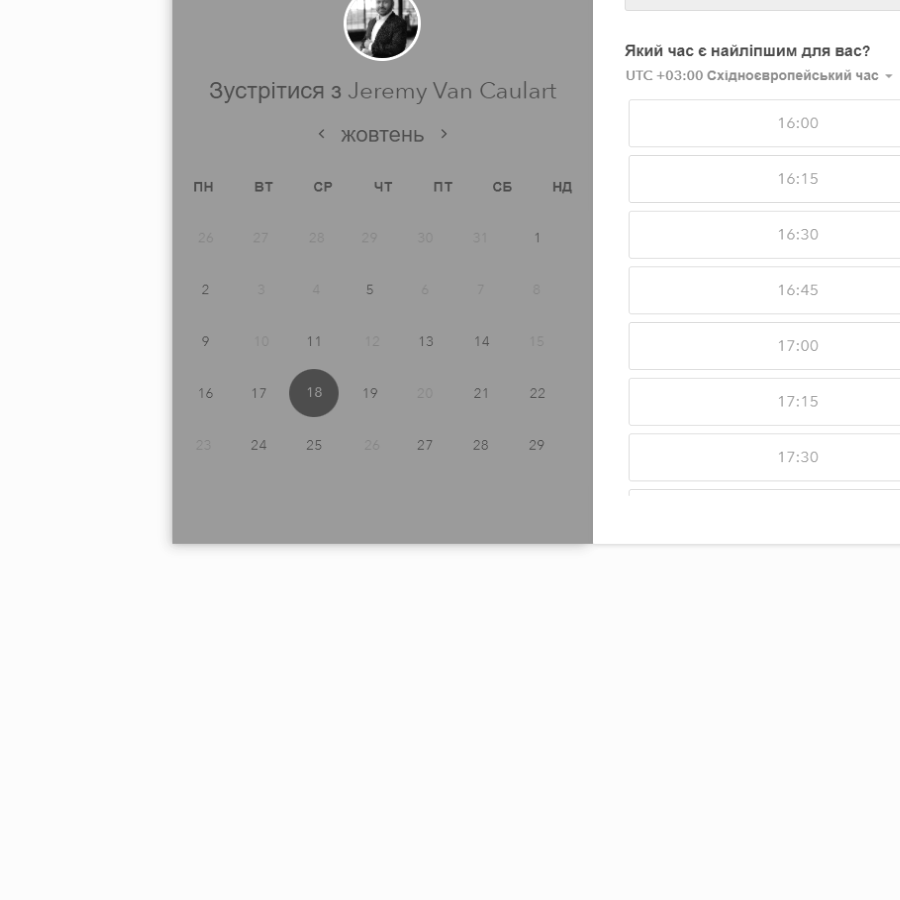 Зустрітися з Jeremy Van Caulart
жовтень
ПН ВТ СР ЧТ ПТ СБ НД
26 27 28 29 30 31 1
2 3 4 5 6 7 8
9 10 11 12 13 14 15
16 17 18 19 20 21 22
23 24 25 26 27 28 29
Який час є найліпшим для вас?
UTC +03:00 Східноєвропейський час
16:00
16:15
16:30
16:45
17:00
17:15
17:30